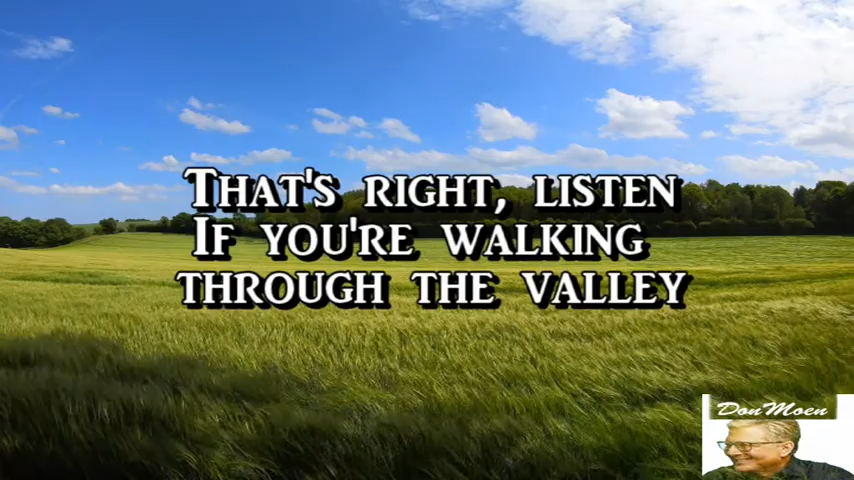 That's right, listen
If you're walking
through the valley
Don Moen